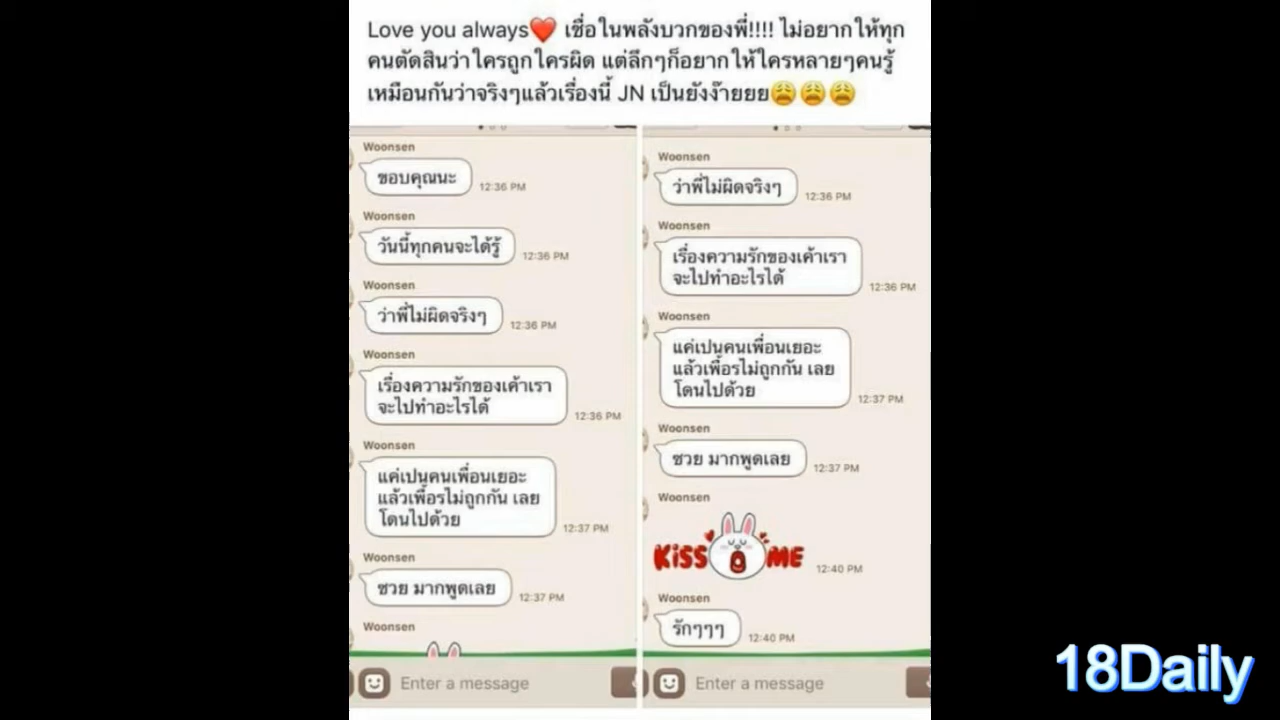 Love you always❤️ เชื่อในพลังบวกของพี่!!!! ไม่อยากให้ทุก
คนตัดสินว่าใครถูกใครผิด แต่ลึกๆก็อยากให้ใครหลายๆคนรู้
เหมือนกันว่าจริงๆแล้วเรื่องนี้ JN เป็นยังง๊ายยย😩😩😩
Woonsen
ขอบคุณนะ
12:36 PM
Woonsen
วันนี้ทุกคนจะได้รู้
12:36 PM
Woonsen
ว่าพี่ไม่ผิดจริงๆ
12:36 PM
Woonsen
เรื่องความรักของเค้าเรา
จะไปทำอะไรได้
12:36 PM
Woonsen
แค่เปนคนเพื่อนเยอะ
แล้วเพื่อรไม่ถูกกัน เลย
โดนไปด้วย
12:37 PM
Woonsen
ซวย มากพูดเลย
12:37 PM
Woonsen
Enter a message
Woonsen
ว่าพี่ไม่ผิดจริงๆ
12:36 PM
Woonsen
เรื่องความรักของเค้าเรา
จะไปทำอะไรได้
12:36 PM
Woonsen
แค่เปนคนเพื่อนเยอะ
แล้วเพื่อรไม่ถูกกัน เลย
โดนไปด้วย
12:37 PM
Woonsen
ซวย มากพูดเลย
12:37 PM
Woonsen
KISS ME
12:40 PM
Woonsen
รักๆๆๆ
12:40 PM
Enter a message
18Daily